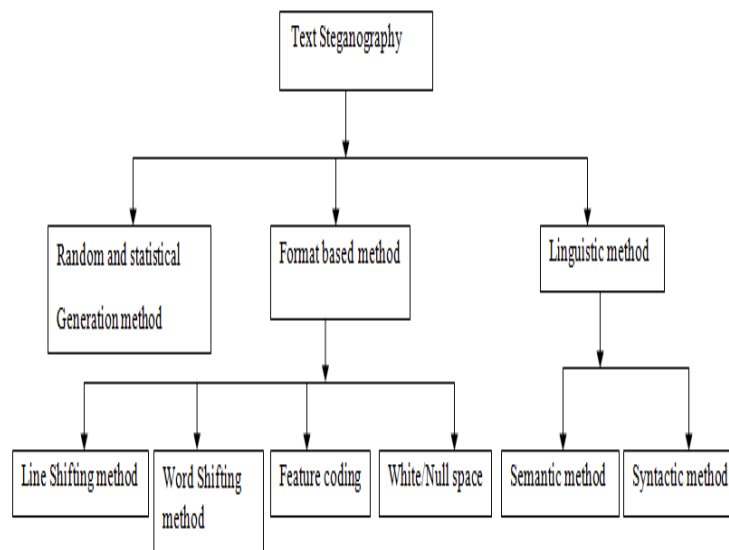 Text Steganography
Random and statistical
Generation method
Format based method
Linguistic method
Line Shifting method
Word Shifting
method
Feature coding
White/Null space
Semantic method
Syntactic method